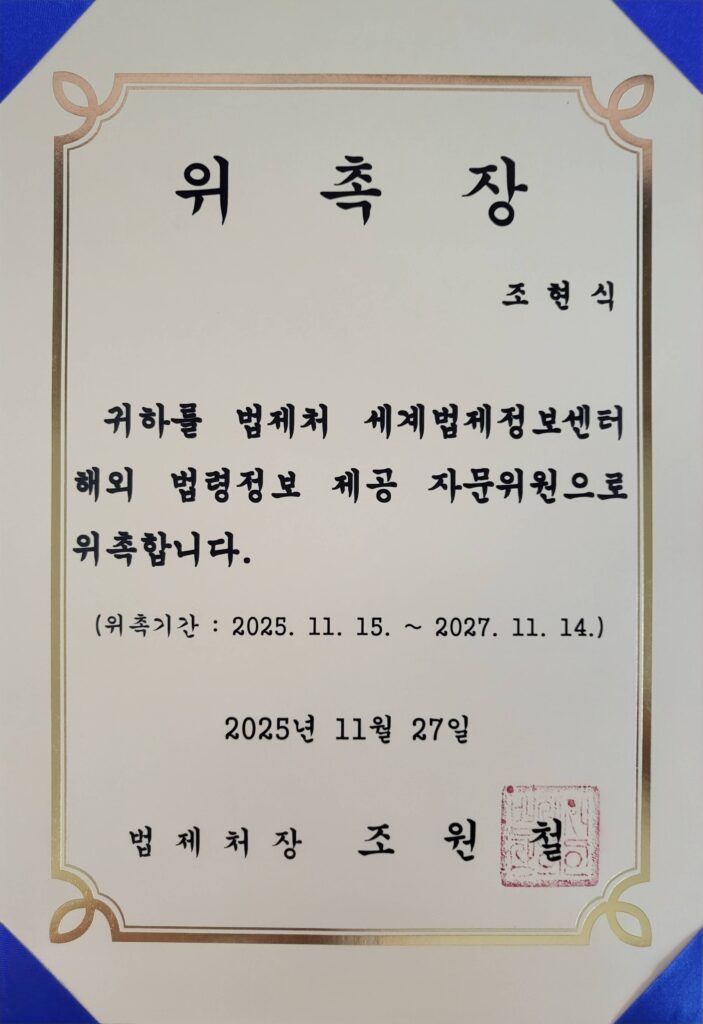 위 촉 장
조 현 식
귀하를 법제처 세계법제정보센터
해외 법령정보 제공 자문위원으로
위촉합니다.
(위촉기간 : 2025. 11. 15. ~ 2027. 11. 14.)
2025년 11월 27일
법 제 처 장 조 원 철